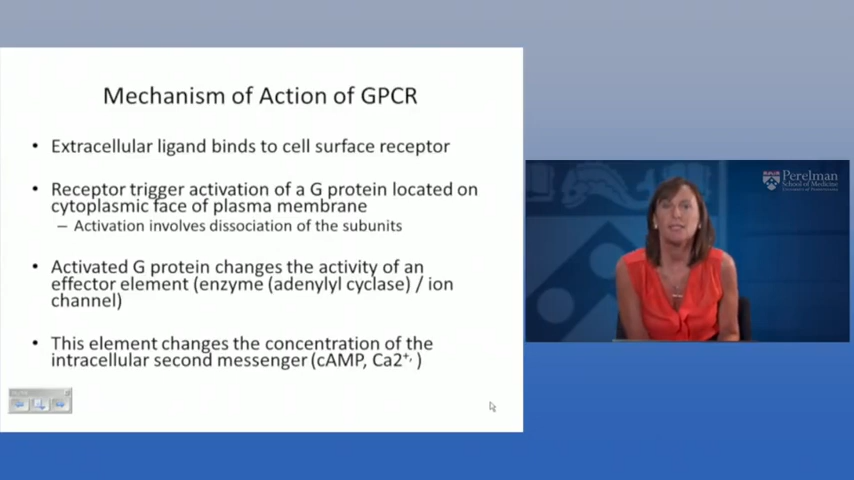 Mechanism of Action of GPCR
• Extracellular ligand binds to cell surface receptor
• Receptor trigger activation of a G protein located on
cytoplasmic face of plasma membrane
– Activation involves dissociation of the subunits
• Activated G protein changes the activity of an
effector element (enzyme (adenylyl cyclase) / ion
channel)
• This element changes the concentration of the
intracellular second messenger (cAMP, Ca2+, )
Perelman
School of Medicine
University of Pennsylvania